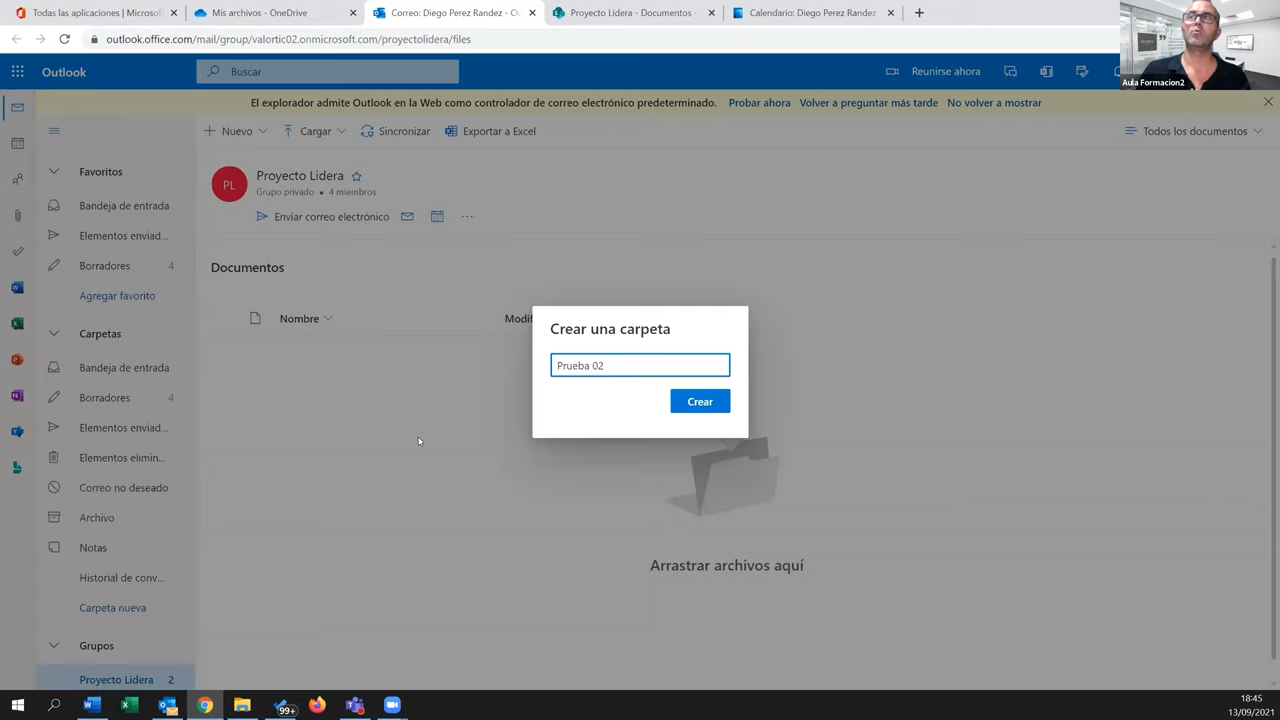 Todas las aplicaciones | Microsof
Mis archivos - OneDrive
Correo: Diego Perez Randez - O
Proyecto Lidera - Documentos -
Calendario: Diego Perez Randez
outlook.office.com/mail/group/valortic02.onmicrosoft.com/proyectolidera/files
Outlook
Buscar
Reunirse ahora
Aula Formacion2
El explorador admite Outlook en la Web como controlador de correo electrónico predeterminado. Probar ahora Volver a preguntar más tarde No volver a mostrar
Nuevo
Cargar
Sincronizar
Exportar a Excel
Todos los documentos
Favoritos
Bandeja de entrada
Elementos enviad...
Borradores 4
Agregar favorito
Carpetas
Bandeja de entrada
Borradores 4
Elementos enviad...
Elementos elimin...
Correo no deseado
Archivo
Notas
Historial de conv...
Carpeta nueva
Grupos
Proyecto Lidera 2
PL
Proyecto Lidera
Grupo privado • 4 miembros
Enviar correo electrónico
Documentos
Nombre
Modif
Crear una carpeta
Prueba 02
Crear
Arrastrar archivos aquí
99+
18:45
13/09/2021